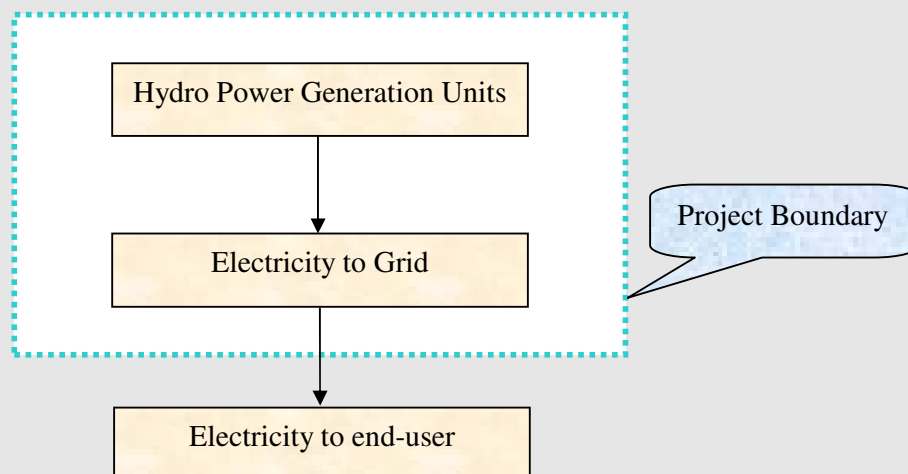 Hydro Power Generation Units
Project Boundary
Electricity to Grid
Electricity to end-user